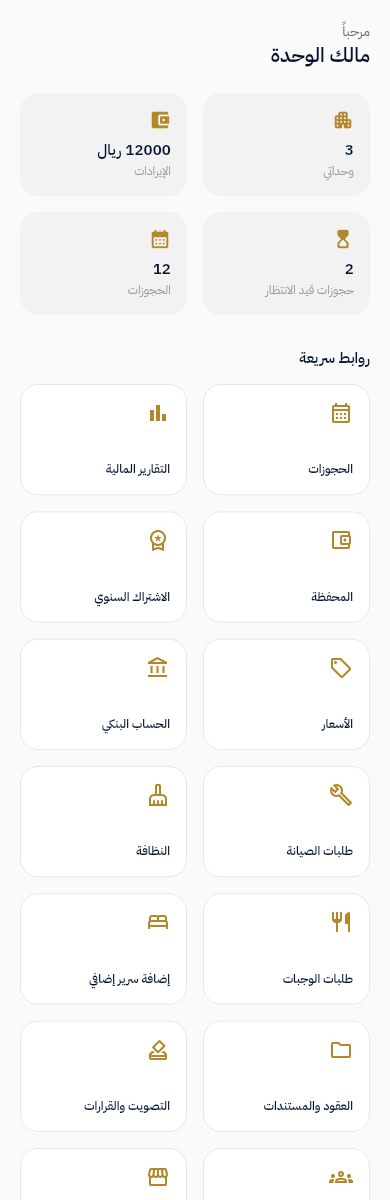 مرحباً
مالك الوحدة
3
وحداتي
12000 ريال
الإيرادات
2
حجوزات قيد الانتظار
12
الحجوزات
روابط سريعة
الحجوزات
التقارير المالية
المحفظة
الاشتراك السنوي
الأسعار
الحساب البنكي
طلبات الصيانة
النظافة
طلبات الوجبات
إضافة سرير إضافي
العقود والمستندات
التصويت والقرارات